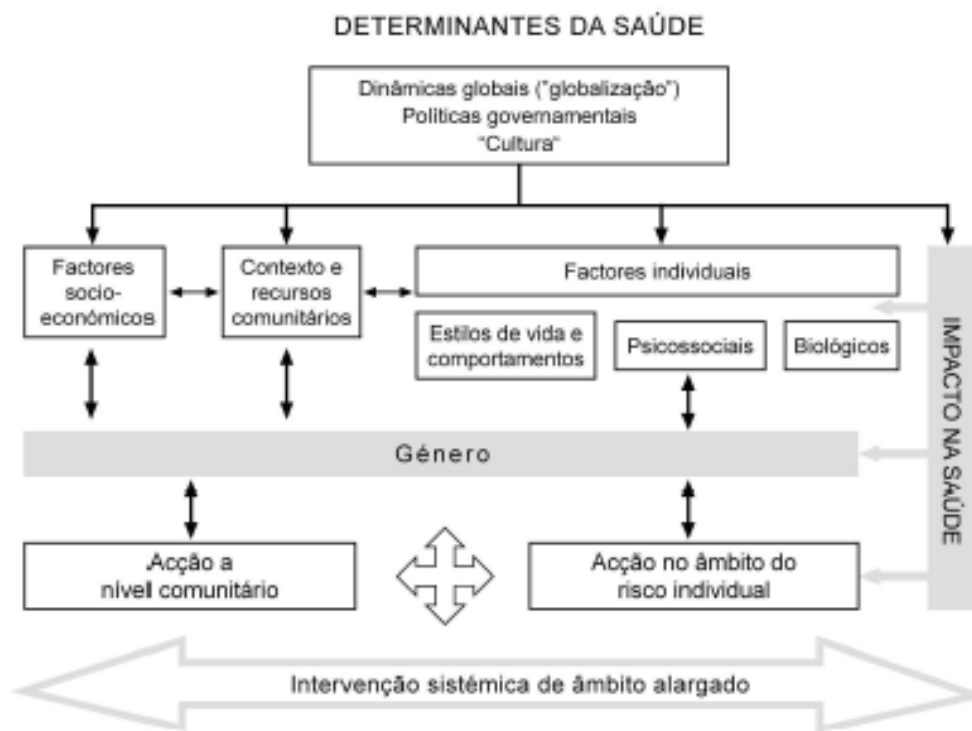 DETERMINANTES DA SAÚDE
Dinâmicas globais ("globalização")
Políticas governamentais
"Cultura"
Factores
socio-
económicos
Contexto e
recursos
comunitários
Factores individuais
Estilos de vida e
comportamentos
Psicossociais
Biológicos
IMPACTO NA SAÚDE
Género
Acção a
nível comunitário
Acção no âmbito do
risco individual
Intervenção sistémica de âmbito alargado